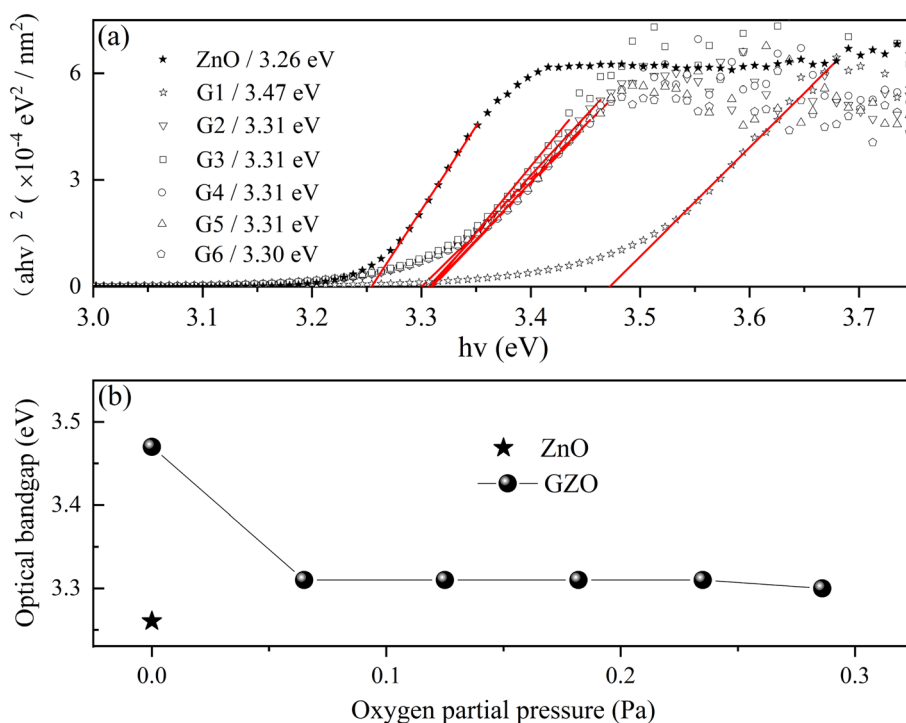 (a)
ZnO / 3.26 eV
G1 / 3.47 eV
G2 / 3.31 eV
G3 / 3.31 eV
G4 / 3.31 eV
G5 / 3.31 eV
G6 / 3.30 eV
(ahv)² (×10⁻⁴ eV² / nm²)
6
3
0
3.0 3.1 3.2 3.3 3.4 3.5 3.6 3.7
hv (eV)
(b)
ZnO
GZO
Optical bandgap (eV)
3.5
3.4
3.3
0.0 0.1 0.2 0.3
Oxygen partial pressure (Pa)